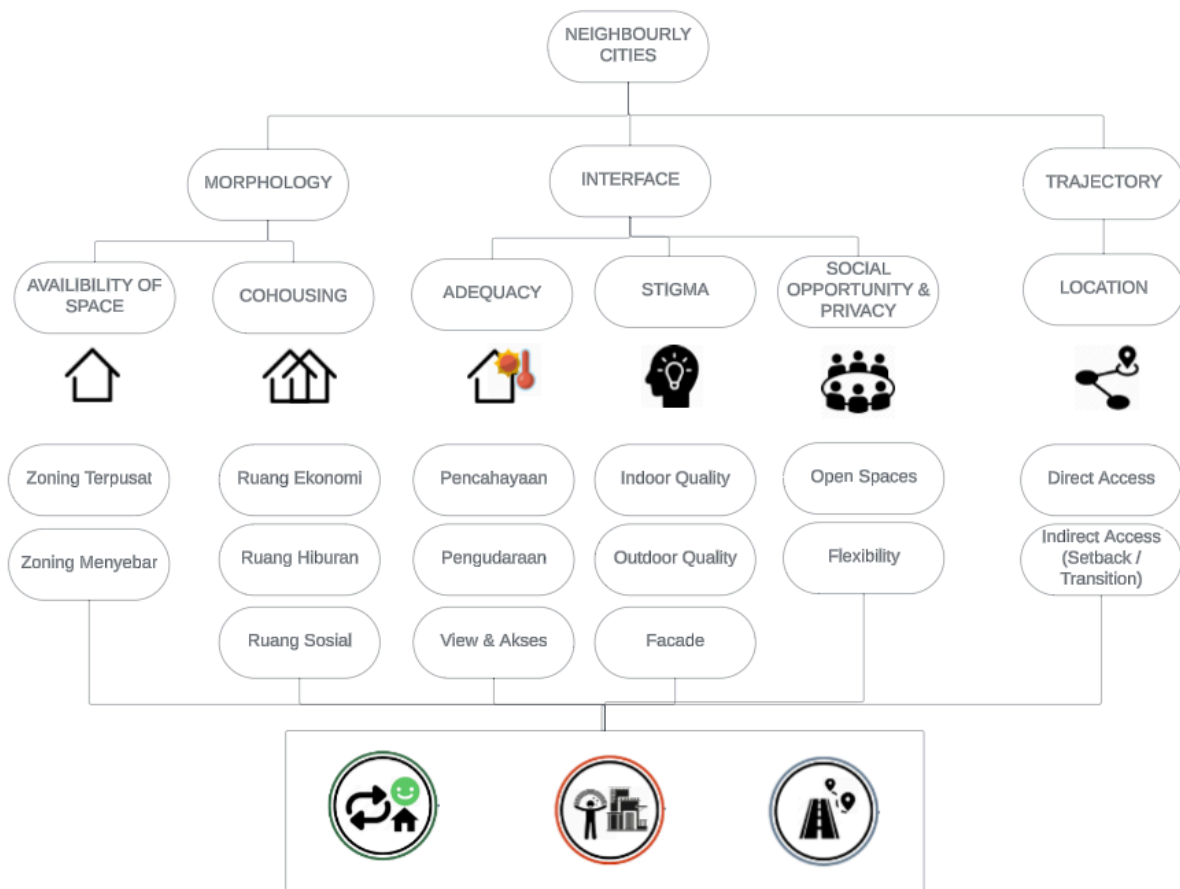 NEIGHBOURLY
CITIES
MORPHOLOGY
INTERFACE
TRAJECTORY
AVAILIBILITY OF
SPACE
COHOUSING
ADEQUACY
STIGMA
SOCIAL
OPPORTUNITY &
PRIVACY
LOCATION
Zoning Terpusat
Ruang Ekonomi
Pencahayaan
Indoor Quality
Open Spaces
Direct Access
Zoning Menyebar
Ruang Hiburan
Pengudaraan
Outdoor Quality
Flexibility
Indirect Access
(Setback /
Transition)
Ruang Sosial
View & Akses
Facade